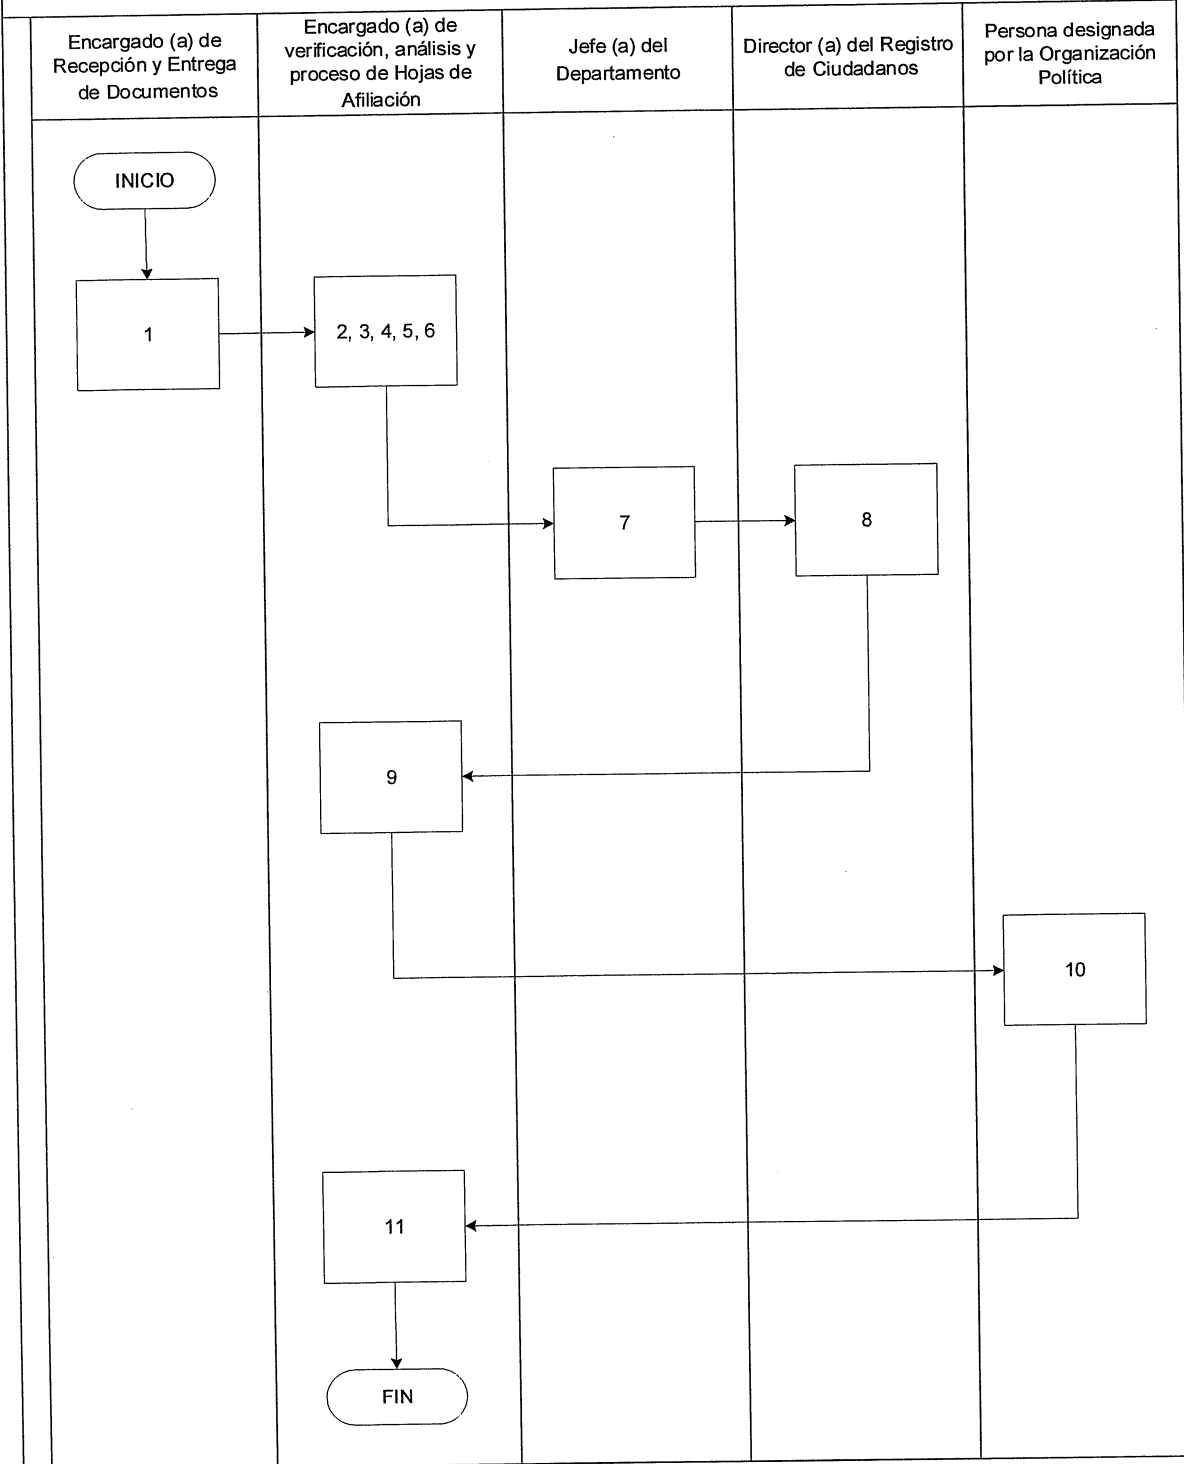 Encargado (a) de
Recepción y Entrega
de Documentos
Encargado (a) de
verificación, análisis y
proceso de Hojas de
Afiliación
Jefe (a) del
Departamento
Director (a) del Registro
de Ciudadanos
Persona designada
por la Organización
Política
INICIO
1
2, 3, 4, 5, 6
7
8
9
10
11
FIN